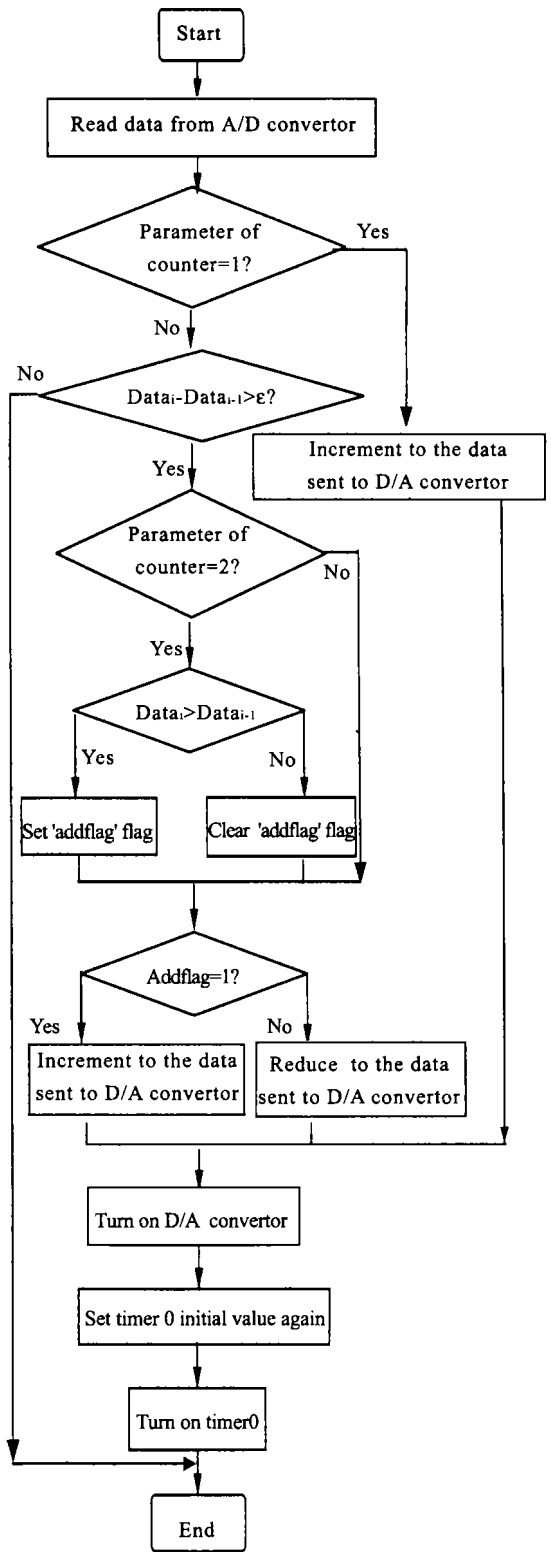 Start
Read data from A/D convertor
Parameter of
counter=1?
Yes
No
No
Dataᵢ-Dataᵢ₋₁>ε?
Increment to the data
sent to D/A convertor
Yes
Parameter of
counter=2?
No
Yes
Dataᵢ>Dataᵢ₋₁
Yes
No
Set 'addflag' flag
Clear 'addflag' flag
Addflag=1?
Yes
No
Increment to the data
sent to D/A convertor
Reduce to the data
sent to D/A convertor
Turn on D/A convertor
Set timer 0 initial value again
Turn on timer0
End